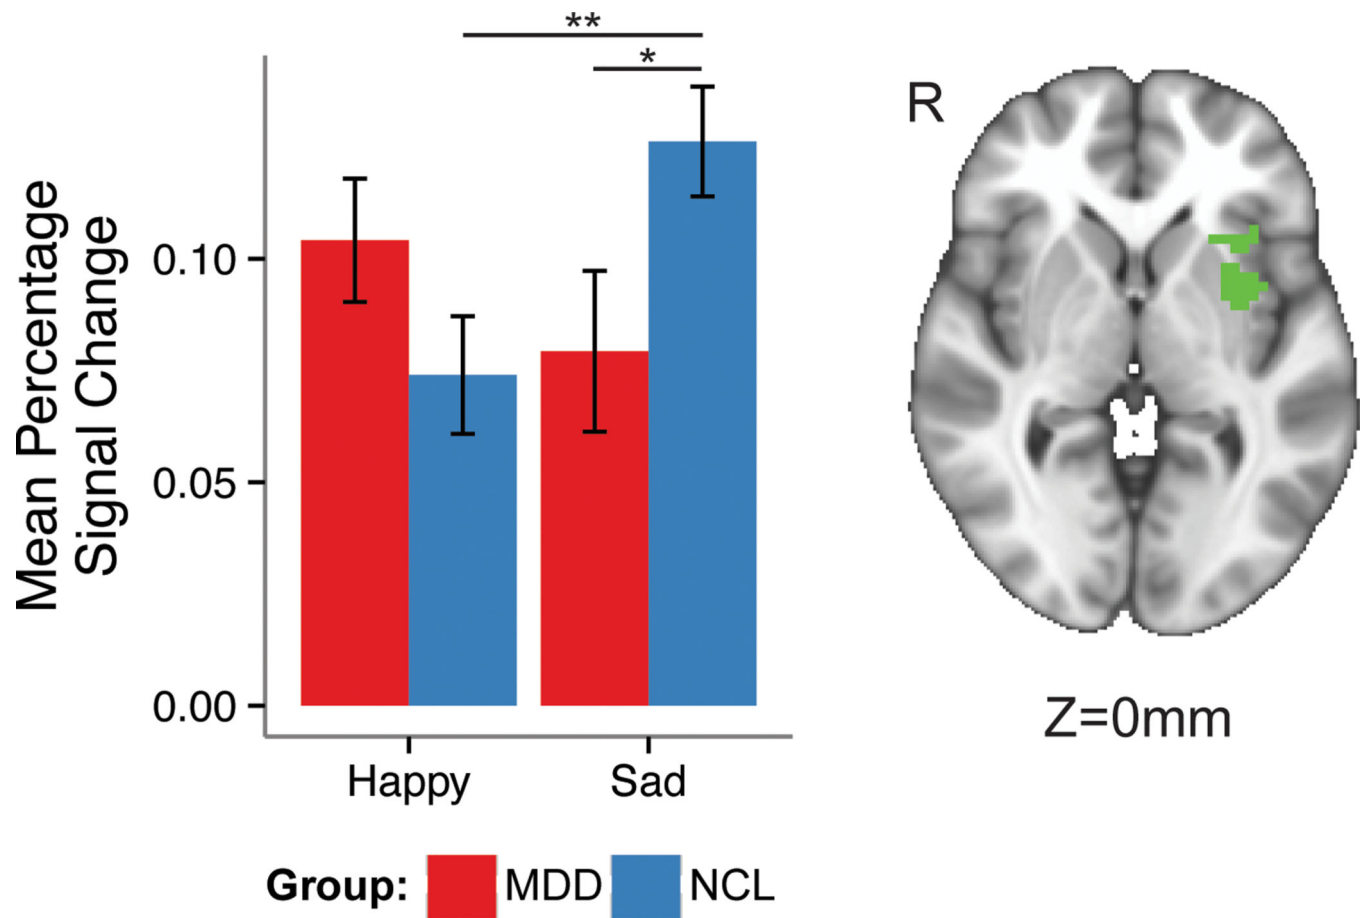 **
*
R
Mean Percentage
Signal Change
0.10
0.05
0.00
Happy Sad
Z=0mm
Group: MDD NCL